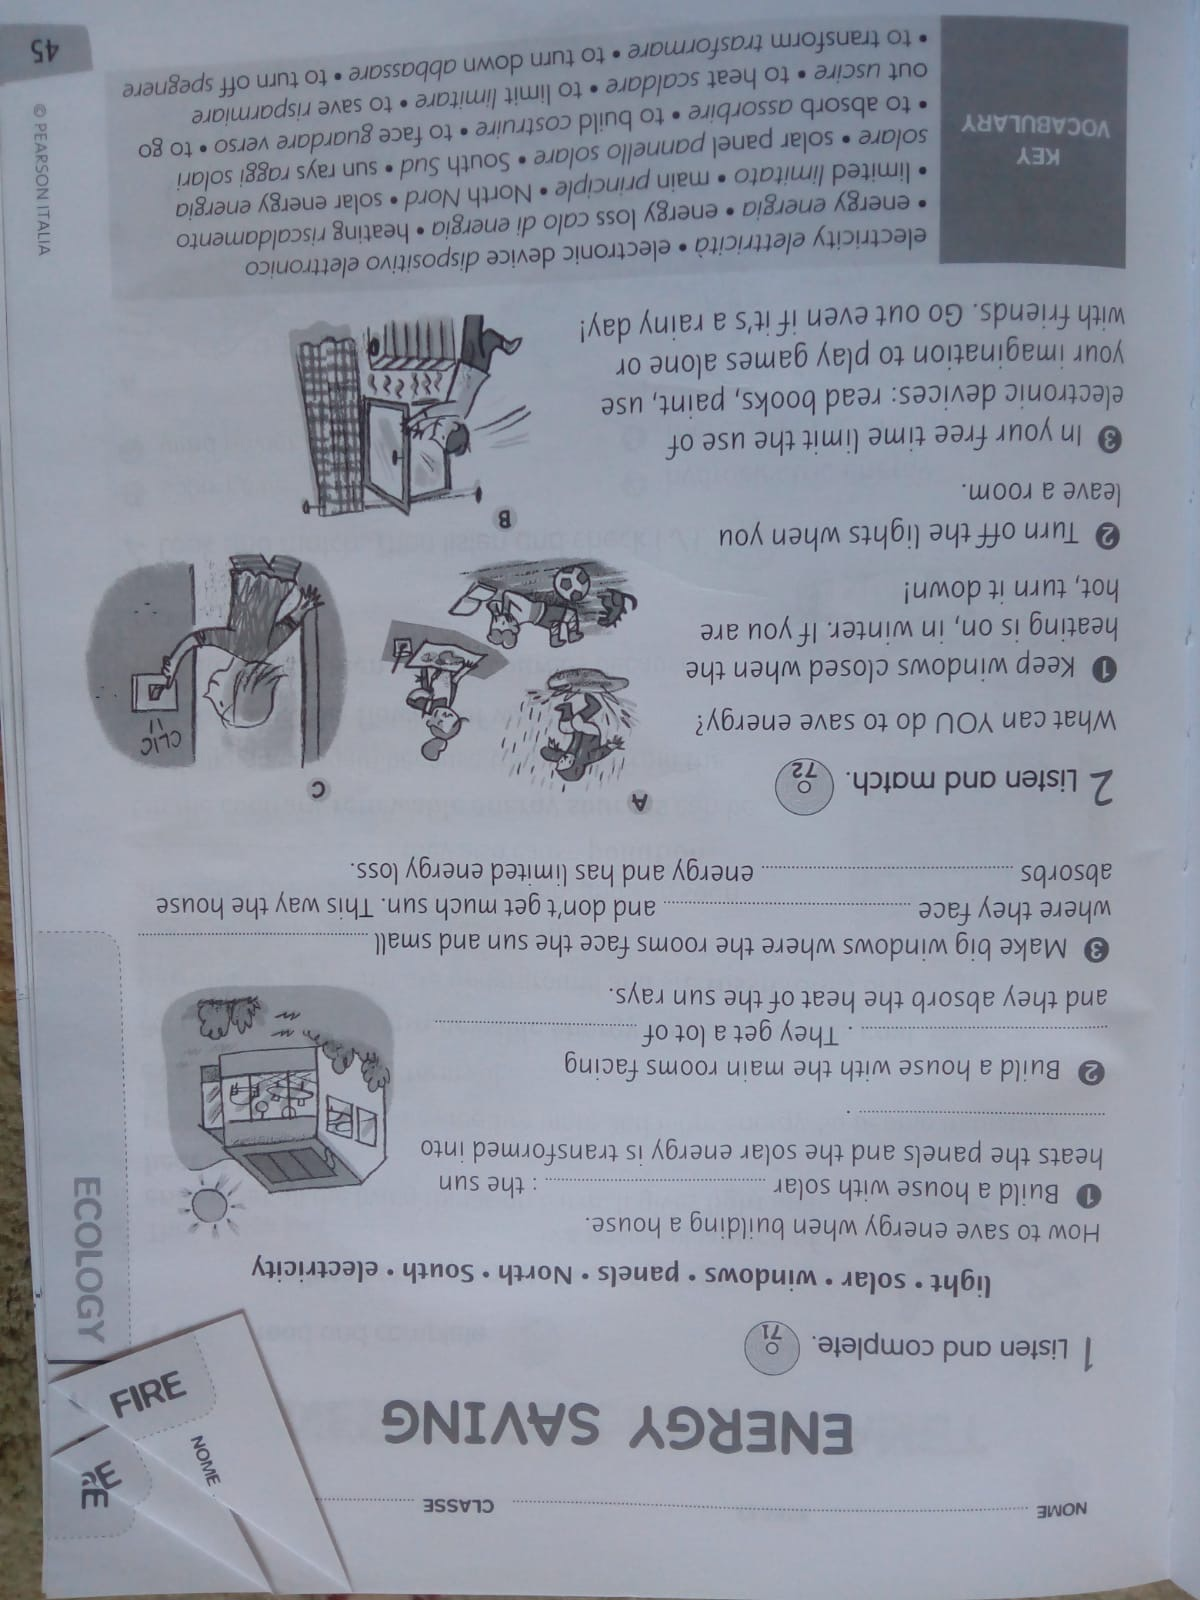 NOME CLASSE
ENERGY SAVING
1 Listen and complete. 71
light • solar • windows • panels • North • South • electricity
How to save energy when building a house.
1 Build a house with solar : the sun
heats the panels and the solar energy is transformed into
.
2 Build a house with the main rooms facing
. They get a lot of
and they absorb the heat of the sun rays.
3 Make big windows where the rooms face the sun and small
where they face and don't get much sun. This way the house
absorbs energy and has limited energy loss.
2 Listen and match. 72
What can YOU do to save energy?
1 Keep windows closed when the
heating is on, in winter. If you are
hot, turn it down!
2 Turn off the lights when you
leave a room.
3 In your free time limit the use of
electronic devices: read books, paint, use
your imagination to play games alone or
with friends. Go out even if it's a rainy day!
A
C
CLIC
B
KEY
VOCABULARY
electricity elettricità • electronic device dispositivo elettronico
• energy energia • energy loss calo di energia • heating riscaldamento
• limited limitato • main principle • North Nord • solar energy energia
solare • solar panel pannello solare • South Sud • sun rays raggi solari
• to absorb assorbire • to build costruire • to face guardare verso • to go
out uscire • to heat scaldare • to limit limitare • to save risparmiare
• to transform trasformare • to turn down abbassare • to turn off spegnere
ECOLOGY
© PEARSON ITALIA
45
FIRE
NOME